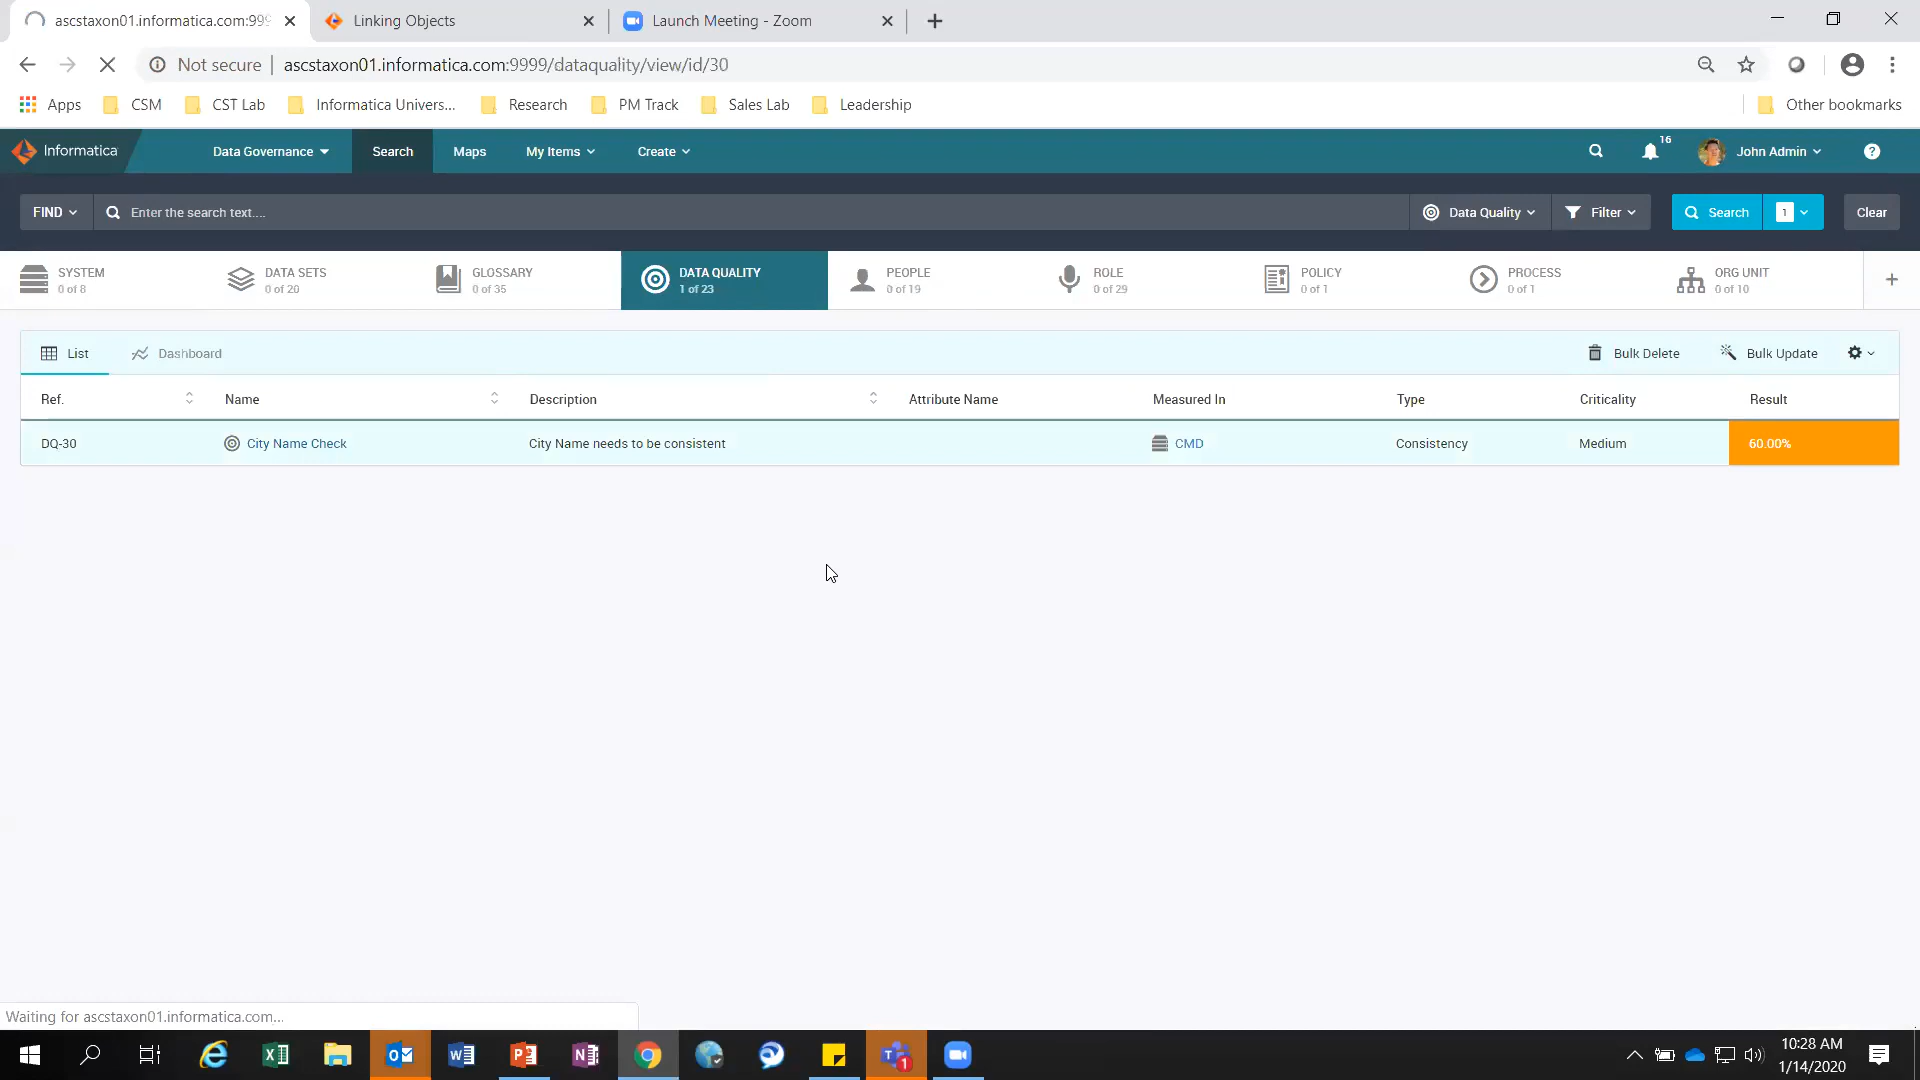 ascstaxon01.informatica.com:999
Linking Objects
Launch Meeting - Zoom
Not secure
ascstaxon01.informatica.com:9999/dataquality/view/id/30
Apps
CSM
CST Lab
Informatica Univers...
Research
PM Track
Sales Lab
Leadership
Other bookmarks
Informatica
Data Governance
Search
Maps
My Items
Create
16
John Admin
?
FIND
Enter the search text....
Data Quality
Filter
Search
1
Clear
SYSTEM
0 of 8
DATA SETS
0 of 20
GLOSSARY
0 of 35
DATA QUALITY
1 of 23
PEOPLE
0 of 19
ROLE
0 of 29
POLICY
0 of 1
PROCESS
0 of 1
ORG UNIT
0 of 10
List
Dashboard
Bulk Delete
Bulk Update
Ref.
Name
Description
Attribute Name
Measured In
Type
Criticality
Result
DQ-30
City Name Check
City Name needs to be consistent
CMD
Consistency
Medium
60.00%
Waiting for ascstaxon01.informatica.com...
1
10:28 AM
1/14/2020